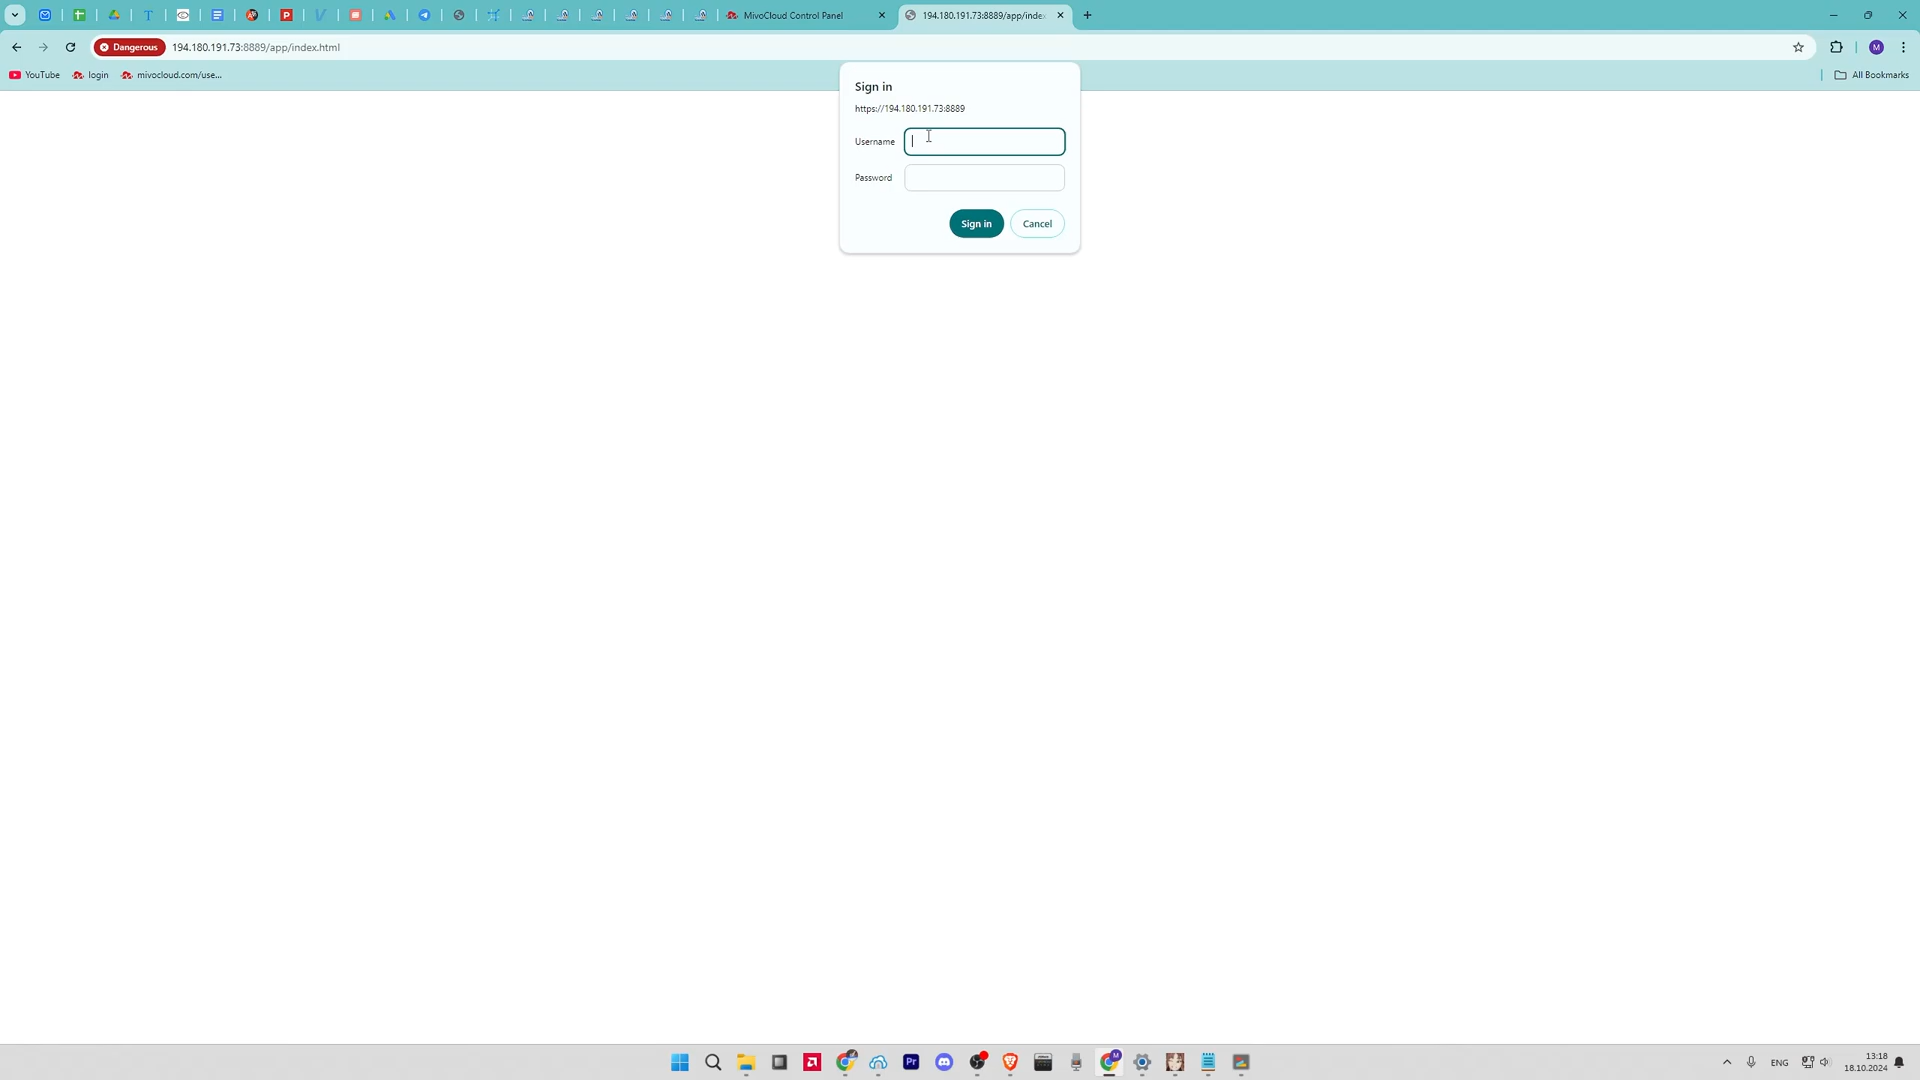 MivoCloud Control Panel
194.180.191.73:8889/app/inde
Dangerous
194.180.191.73:8889/app/index.html
M
YouTube
login
mivocloud.com/use...
All Bookmarks
Sign in
https://194.180.191.73:8889
Username
Password
Sign in
Cancel
Pr
M
ENG
13:18
18.10.2024